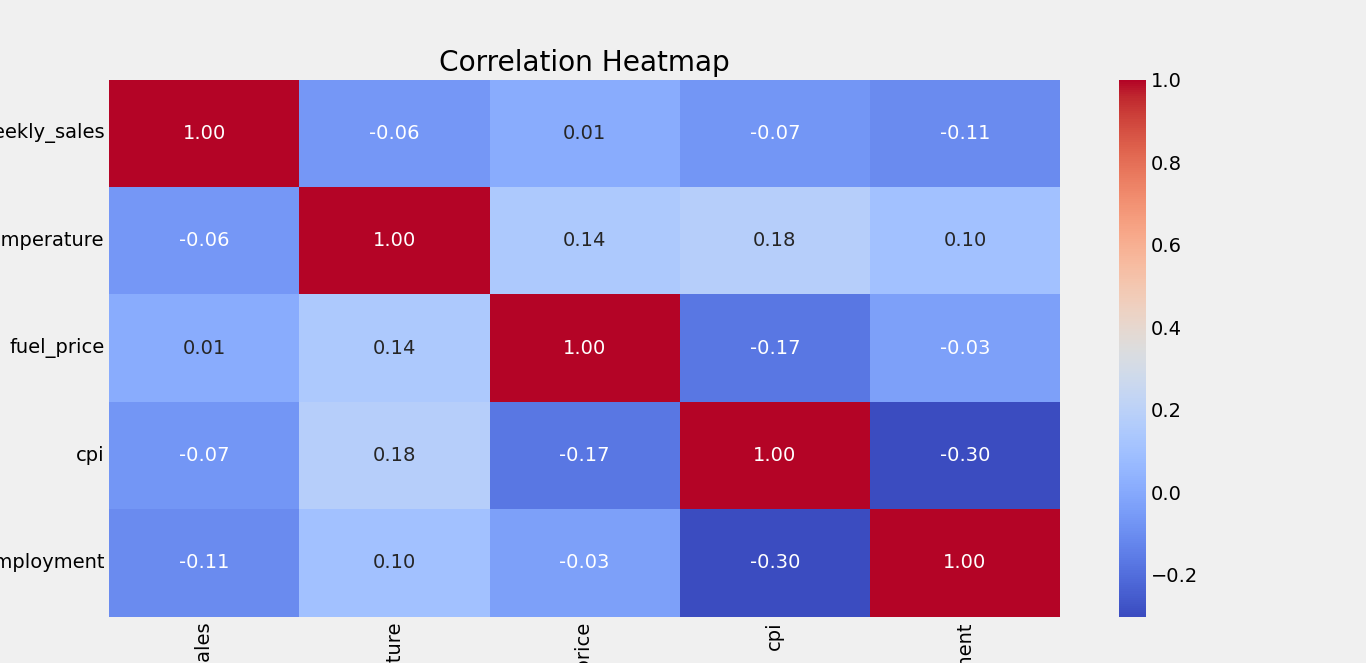 Correlation Heatmap
eekly_sales 1.00 -0.06 0.01 -0.07 -0.11
mperature -0.06 1.00 0.14 0.18 0.10
fuel_price 0.01 0.14 1.00 -0.17 -0.03
cpi -0.07 0.18 -0.17 1.00 -0.30
mployment -0.11 0.10 -0.03 -0.30 1.00
ales ture price cpi ment
1.0
0.8
0.6
0.4
0.2
0.0
−0.2